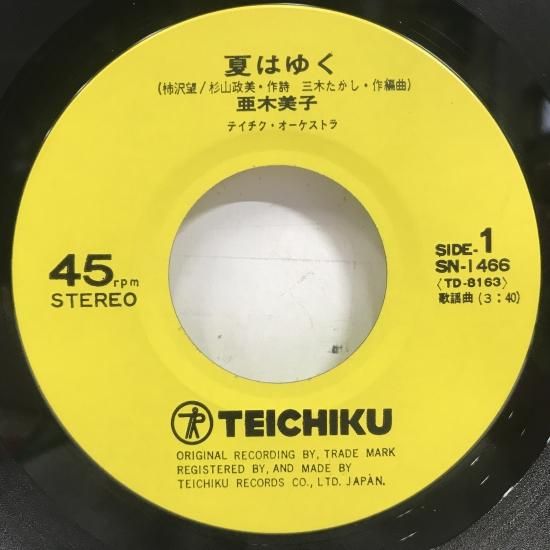 夏はゆく
(柿沢望/杉山政美・作詩 三木たかし・作編曲)
亜木美子
テイチク・オーケストラ
45rpm
STEREO
SIDE-1
SN-1466
〈TD-8163〉
歌謡曲(3:40)
TEICHIKU
ORIGINAL RECORDING BY, TRADE MARK
REGISTERED BY, AND MADE BY
TEICHIKU RECORDS CO., LTD. JAPAN.